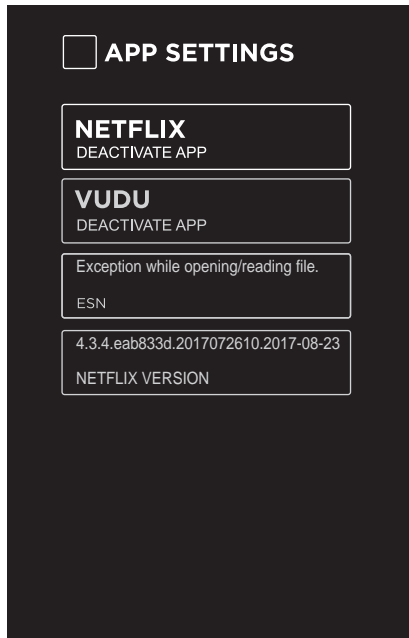 APP SETTINGS
NETFLIX
DEACTIVATE APP
VUDU
DEACTIVATE APP
Exception while opening/reading file.
ESN
4.3.4.eab833d.2017072610.2017-08-23
NETFLIX VERSION